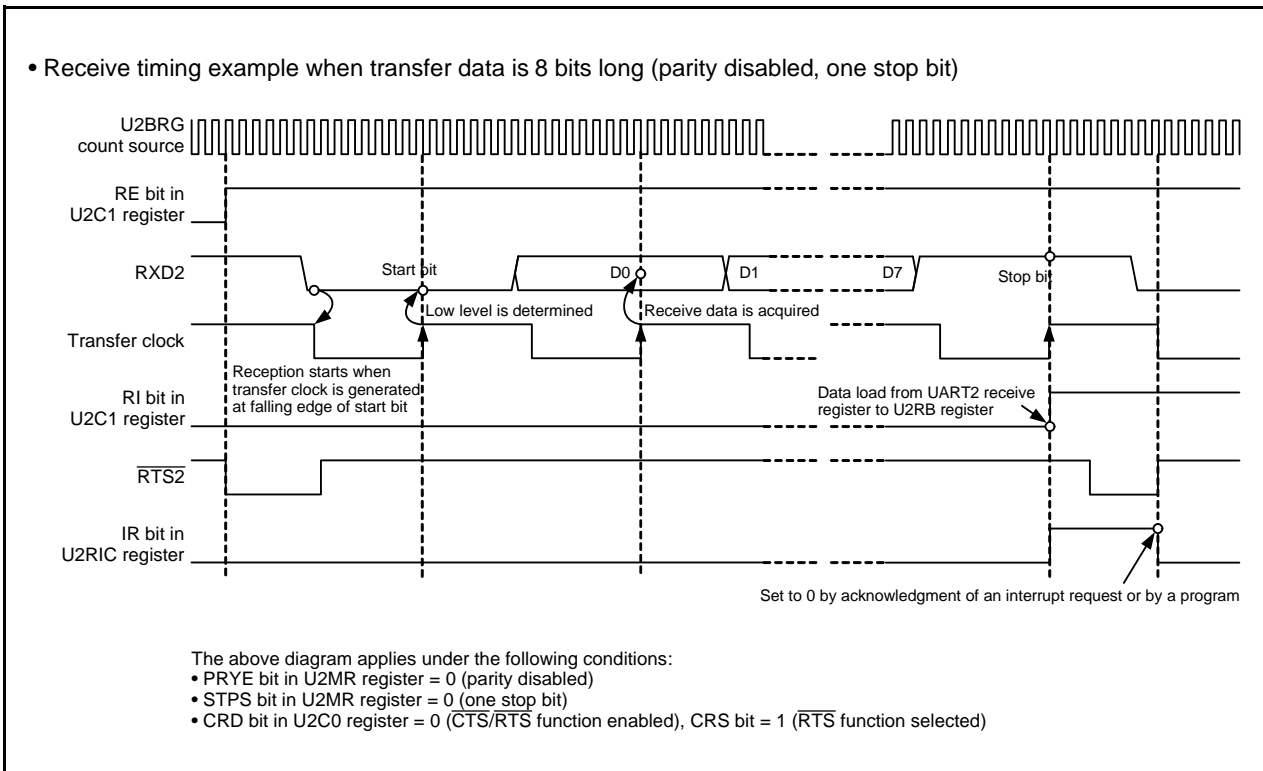 • Receive timing example when transfer data is 8 bits long (parity disabled, one stop bit)
U2BRG
count source
RE bit in
U2C1 register
RXD2
Start bit
D0
D1
D7
Stop bit
Low level is determined
Receive data is acquired
Transfer clock
Reception starts when
transfer clock is generated
at falling edge of start bit
RI bit in
U2C1 register
Data load from UART2 receive
register to U2RB register
RTS2
IR bit in
U2RIC register
Set to 0 by acknowledgment of an interrupt request or by a program
The above diagram applies under the following conditions:
• PRYE bit in U2MR register = 0 (parity disabled)
• STPS bit in U2MR register = 0 (one stop bit)
• CRD bit in U2C0 register = 0 (CTS/RTS function enabled), CRS bit = 1 (RTS function selected)